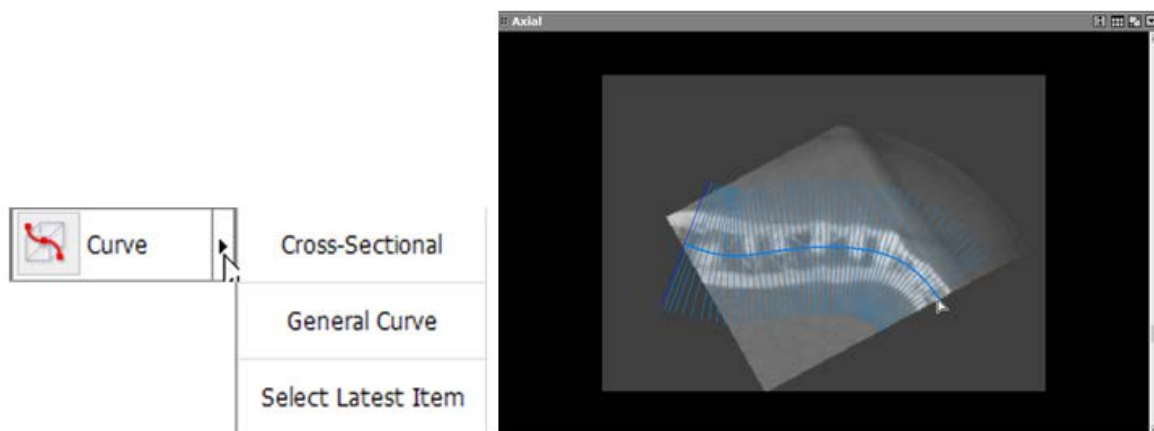 Axial
Curve
Cross-Sectional
General Curve
Select Latest Item